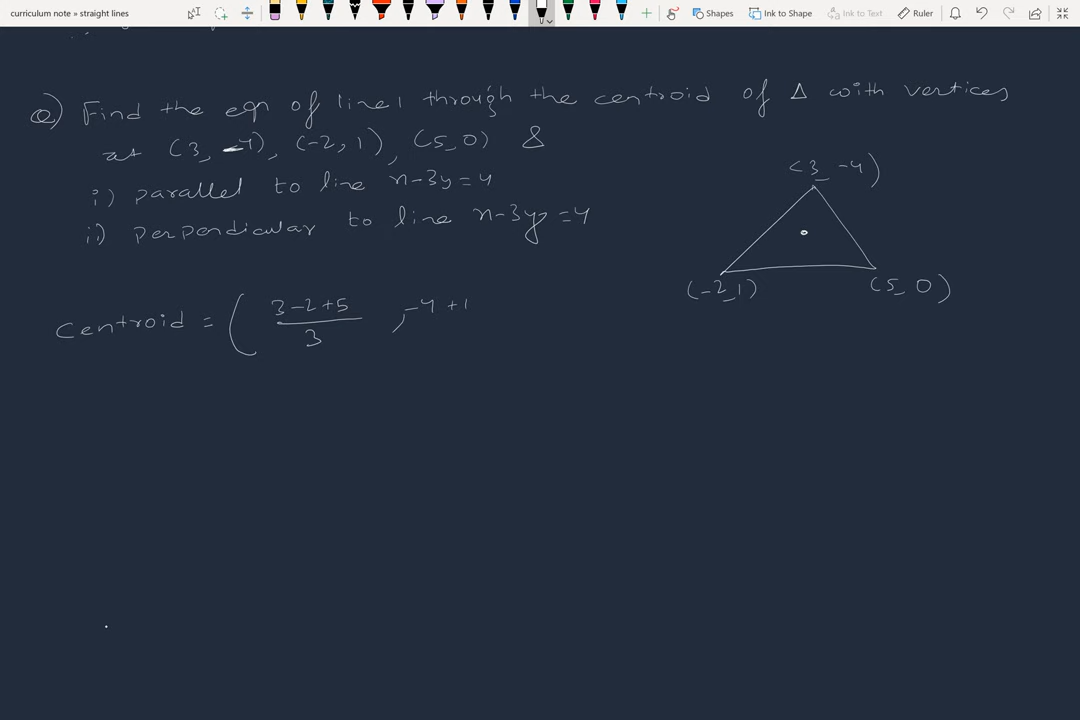 curriculum note » straight lines
Shapes
Ink to Shape
Ink to Text
Ruler
Q) Find the eqn of line through the centroid of Δ with vertices
at (3, -4), (-2, 1), (5, 0) &
i) parallel to line x-3y=4
ii) perpendicular to line x-3y=4
(3, -4)
(-2, 1)
(5, 0)
Centroid = ( 3-2+5 / 3 , -4 +1